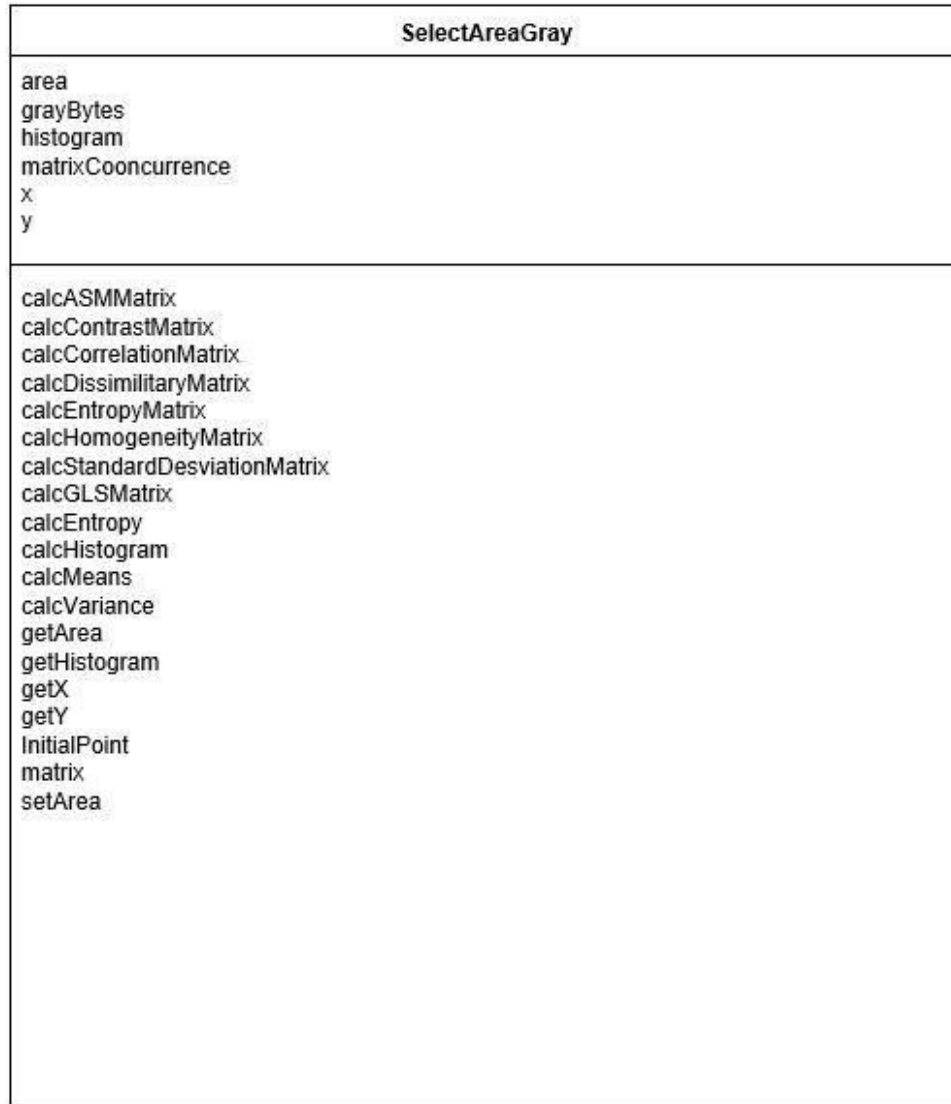 SelectAreaGray
area
grayBytes
histogram
matrixCooncurrence
x
y
calcASMMatrix
calcContrastMatrix
calcCorrelationMatrix
calcDissimilitaryMatrix
calcEntropyMatrix
calcHomogeneityMatrix
calcStandardDesviationMatrix
calcGLSMatrix
calcEntropy
calcHistogram
calcMeans
calcVariance
getArea
getHistogram
getX
getY
InitialPoint
matrix
setArea